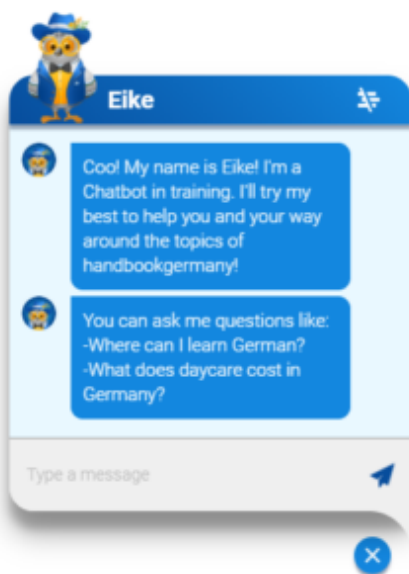 Eike
Coo! My name is Eike! I'm a
Chatbot in training. I'll try my
best to help you and your way
around the topics of
handbookgermany!
You can ask me questions like:
-Where can I learn German?
-What does daycare cost in
Germany?
Type a message